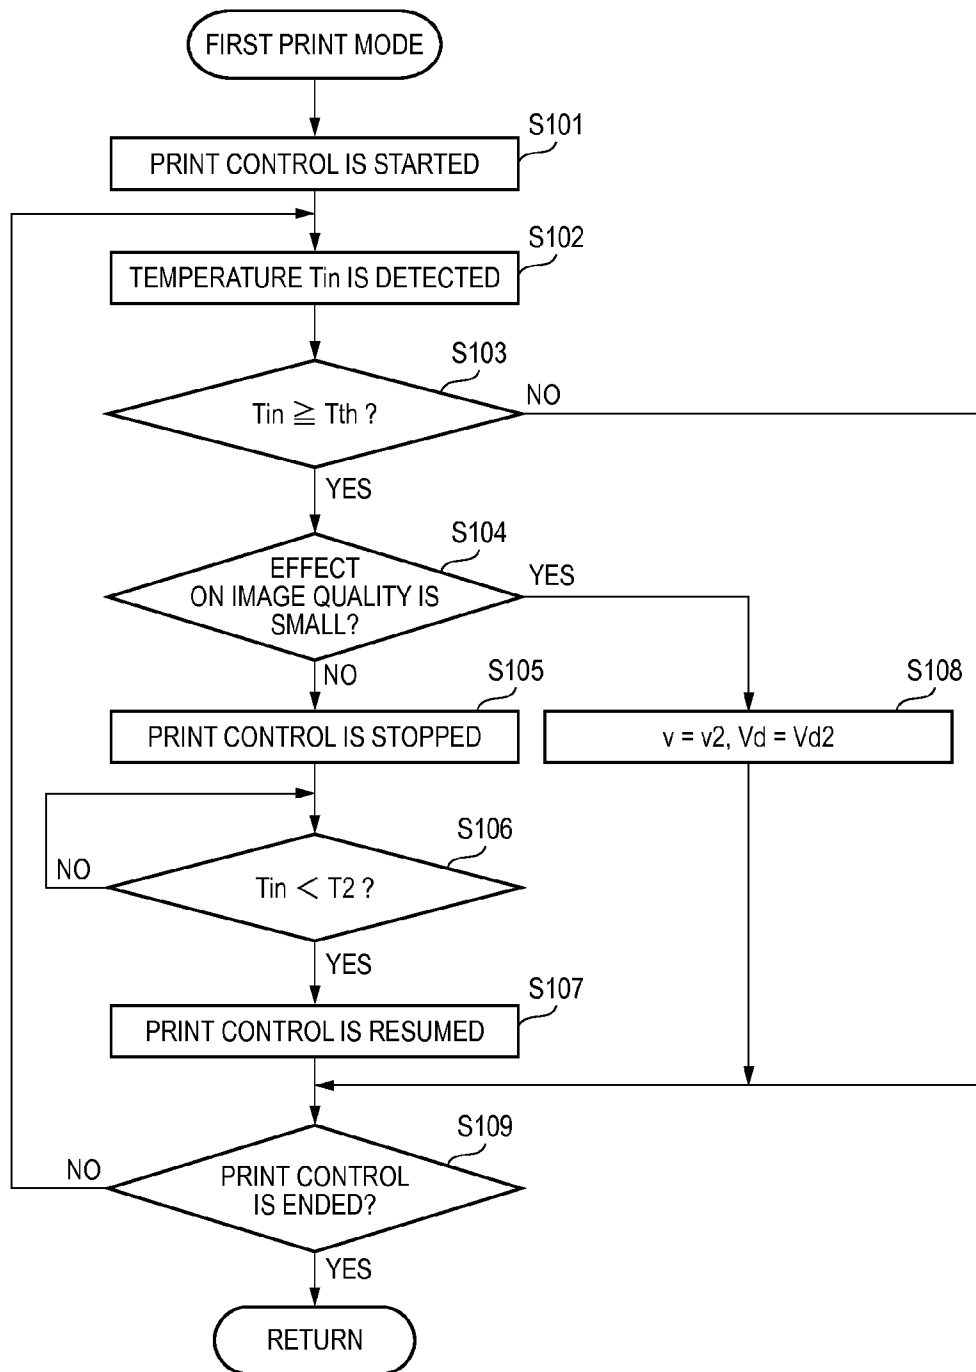 FIRST PRINT MODE
S101
PRINT CONTROL IS STARTED
S102
TEMPERATURE Tin IS DETECTED
S103
Tin ≧ Tth ?
NO
YES
S104
EFFECT
ON IMAGE QUALITY IS
SMALL?
YES
NO
S105
PRINT CONTROL IS STOPPED
S108
v = v2, Vd = Vd2
S106
NO
Tin < T2 ?
YES
S107
PRINT CONTROL IS RESUMED
S109
NO
PRINT CONTROL
IS ENDED?
YES
RETURN